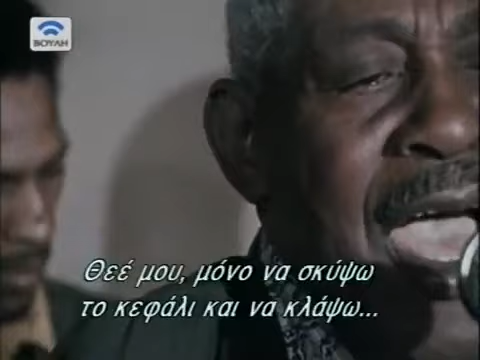 ΒΟΥΛΗ
Θεέ μου, μόνο να σκύψω
το κεφάλι και να κλάψω...